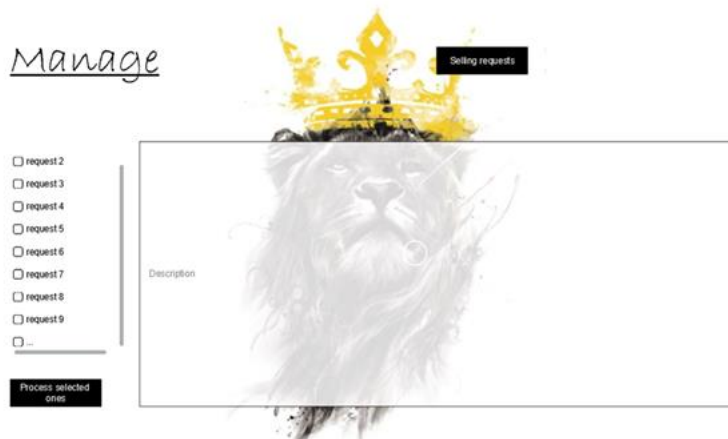 Manage
Selling requests
request 2
request 3
request 4
request 5
request 6
request 7
request 8
request 9
...
Description
Process selected
ones